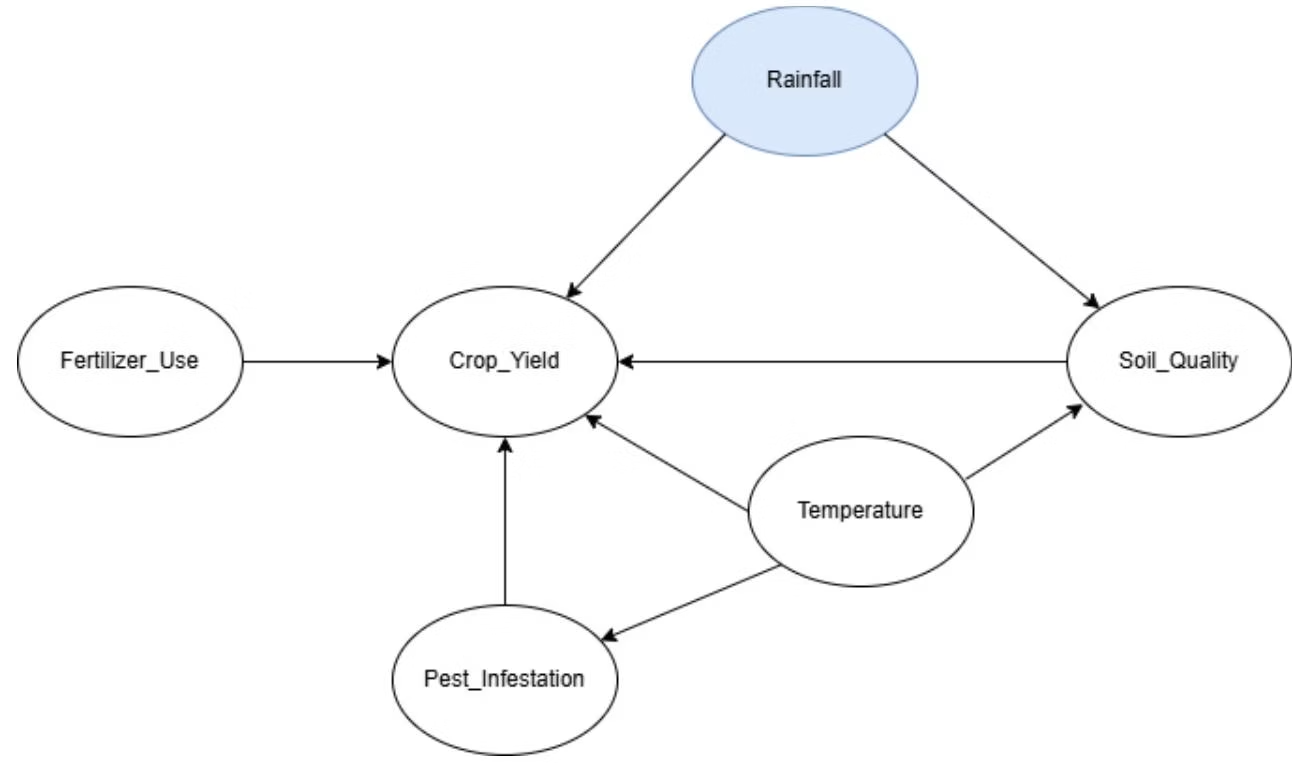 Rainfall
Fertilizer_Use
Crop_Yield
Soil_Quality
Temperature
Pest_Infestation